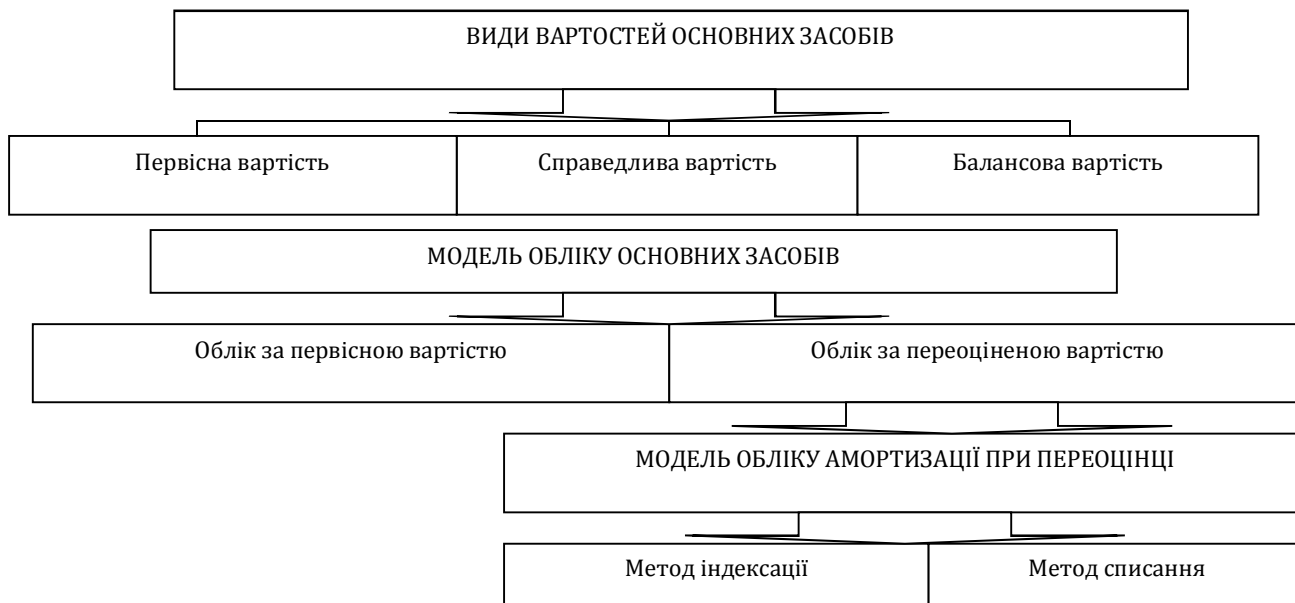 ВИДИ ВАРТОСТЕЙ ОСНОВНИХ ЗАСОБІВ
Первісна вартість
Справедлива вартість
Балансова вартість
МОДЕЛЬ ОБЛІКУ ОСНОВНИХ ЗАСОБІВ
Облік за первісною вартістю
Облік за переоціненою вартістю
МОДЕЛЬ ОБЛІКУ АМОРТИЗАЦІЇ ПРИ ПЕРЕОЦІНЦІ
Метод індексації
Метод списання